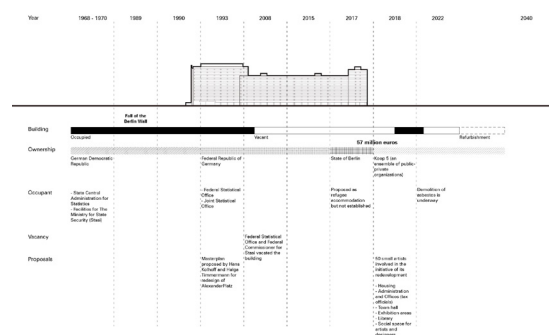 Year 1968 - 1970 1989 1990 1993 2008 2015 2017 2018 2022 2040
Fall of the
Berlin Wall
Building
Occupied Vacant Refurbishment
57 million euros
Ownership
German Democratic
Republic
Federal Republic of
Germany
State of Berlin
Koop 5 (an
ensemble of public-
private
organizations)
Occupant
- State Central
Administration for
Statistics
- Facilities for The
Ministry for State
Security (Stasi)
- Federal Statistical
Office
- Joint Statistical
Office
Proposed as
refugee
accommodation
but not established
Demolition of
asbestos is
underway
Vacancy
Federal Statistical
Office and Federal
Commissioner for
Stasi vacated the
building
Proposals
Masterplan
proposed by Hans
Kollhoff and Helga
Timmermann for
redesign of
AlexanderPlatz
small artists
involved in the
initiative of its
redevelopment
- Housing
- Administration
and Offices (tax
officials)
- Town hall
- Exhibition areas
- Library
- Social space for
artists and